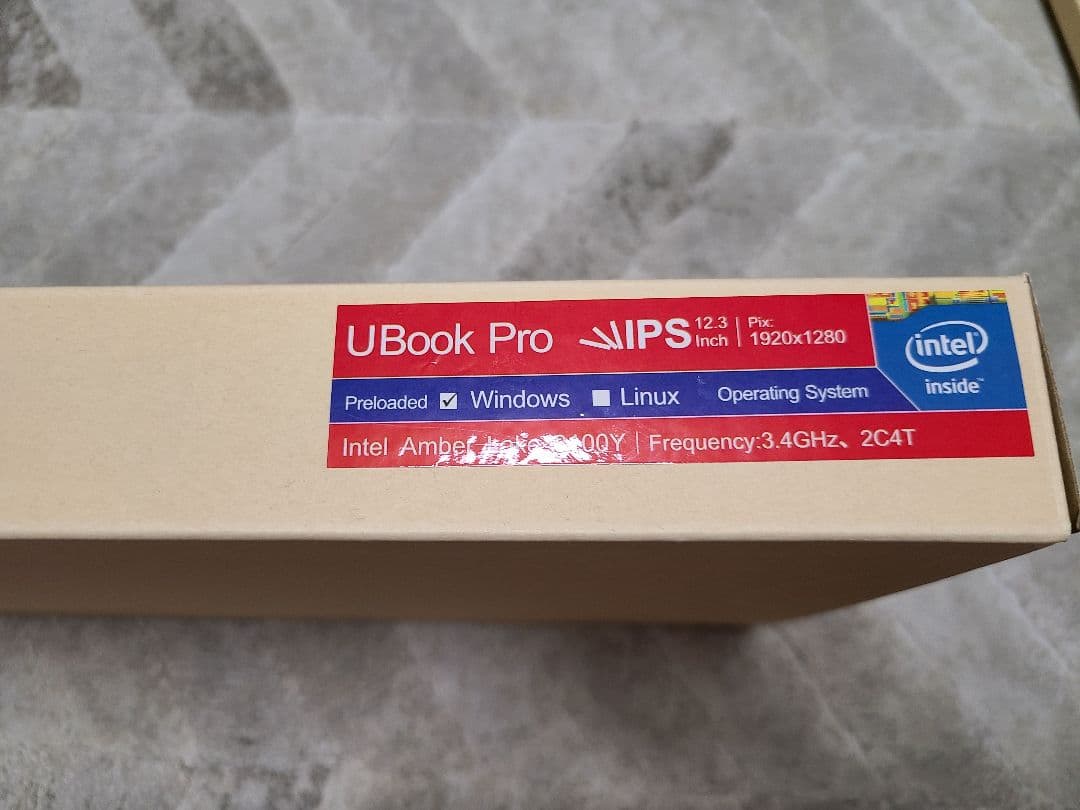 UBook Pro IPS 12.3 Inch Pix: 1920x1280
intel inside™
Preloaded Windows Linux Operating System
Intel Amber Frequency:3.4GHz、2C4T